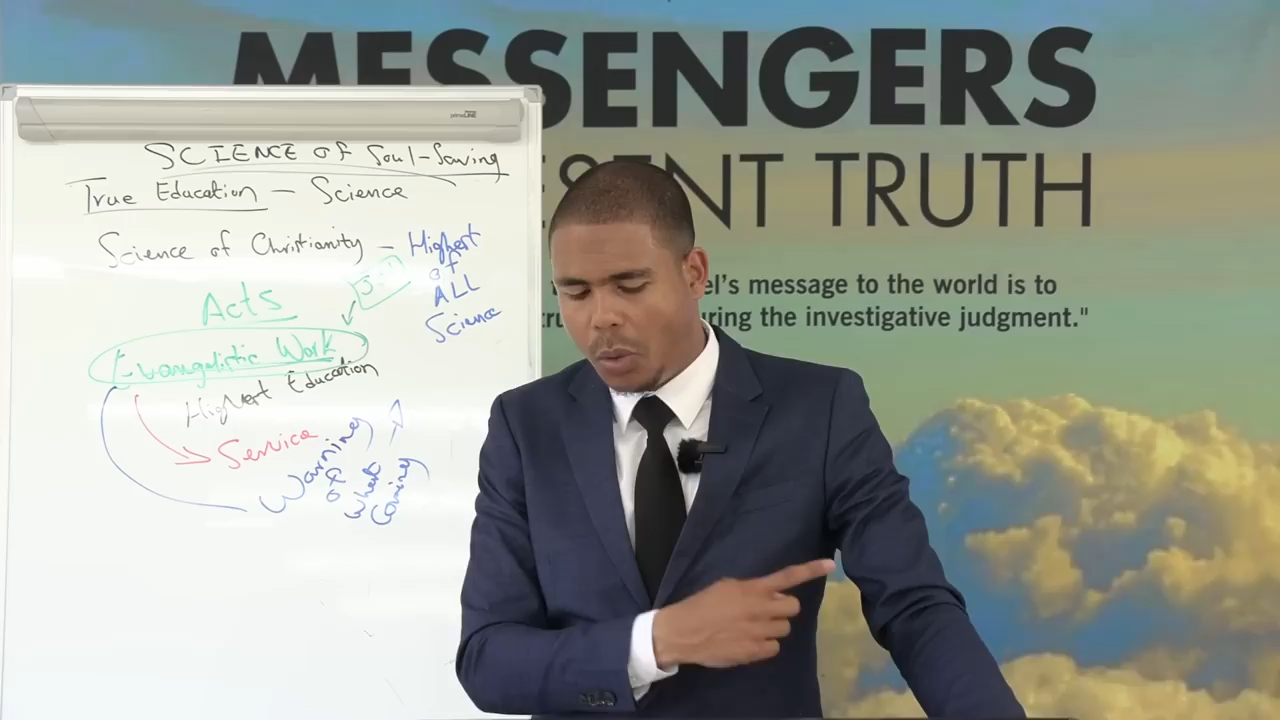 MESSENGERS
ESENT TRUTH
el's message to the world is to
uring the investigative judgment."
SCIENCE OF Soul-Saving
True Education - Science
Science of Christianity - Highest
of
ALL
Science
Acts
Evangelistic Work
Highest Education
Service
Warning
of
What
Coming